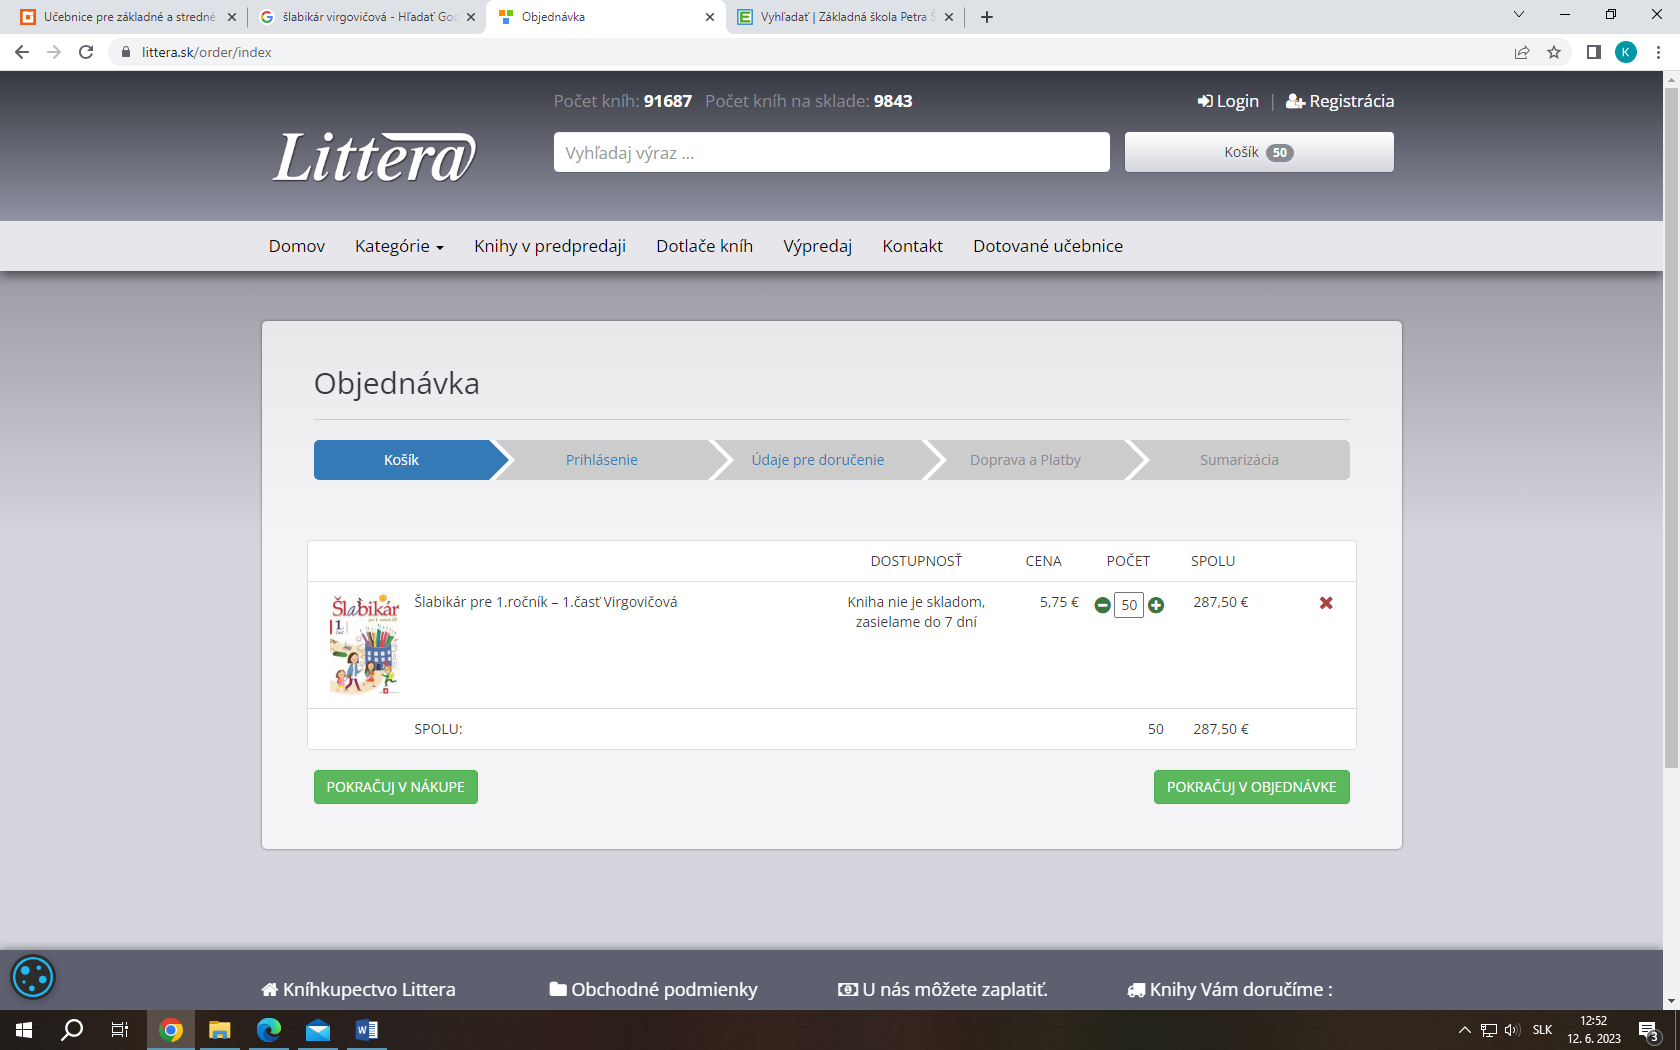 Učebnice pre základné a stredné
šlabikár virgovičová - Hľadať Goo
Objednávka
Vyhľadať | Základná škola Petra Š
littera.sk/order/index
K
Počet kníh: 91687 Počet kníh na sklade: 9843
Login | Registrácia
Littera
Vyhľadaj výraz ...
Košík 50
Domov Kategórie Knihy v predpredaji Dotlače kníh Výpredaj Kontakt Dotované učebnice
Objednávka
Košík Prihlásenie Údaje pre doručenie Doprava a Platby Sumarizácia
DOSTUPNOSŤ CENA POČET SPOLU
Šlabikár
1.
Šlabikár pre 1.ročník – 1.časť Virgovičová
Kniha nie je skladom,
zasielame do 7 dní
5,75 € 50 287,50 €
SPOLU: 50 287,50 €
POKRAČUJ V NÁKUPE
POKRAČUJ V OBJEDNÁVKE
Kníhkupectvo Littera Obchodné podmienky U nás môžete zaplatiť. Knihy Vám doručíme :
SLK
12:52
12. 6. 2023
3